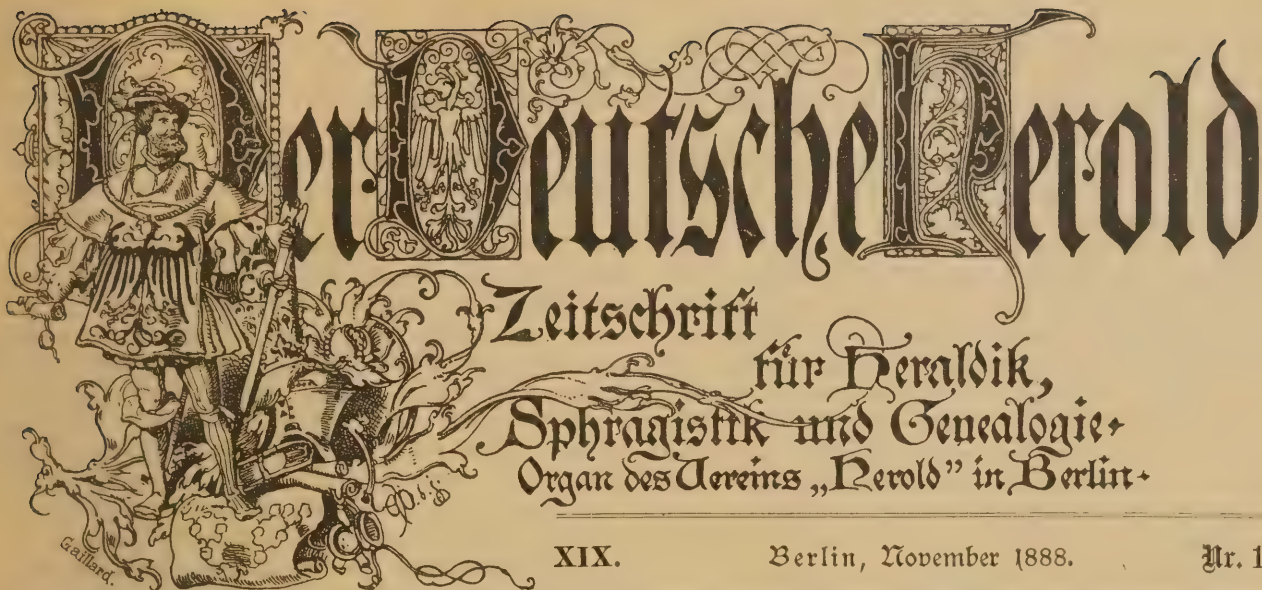 Der Deutsche Herold
Zeitschrift
für Heraldik,
Sphragistik und Genealogie.
Organ des Vereins „Herold” in Berlin.
Gaillard.
XIX. Berlin, November 1888. Nr. 1